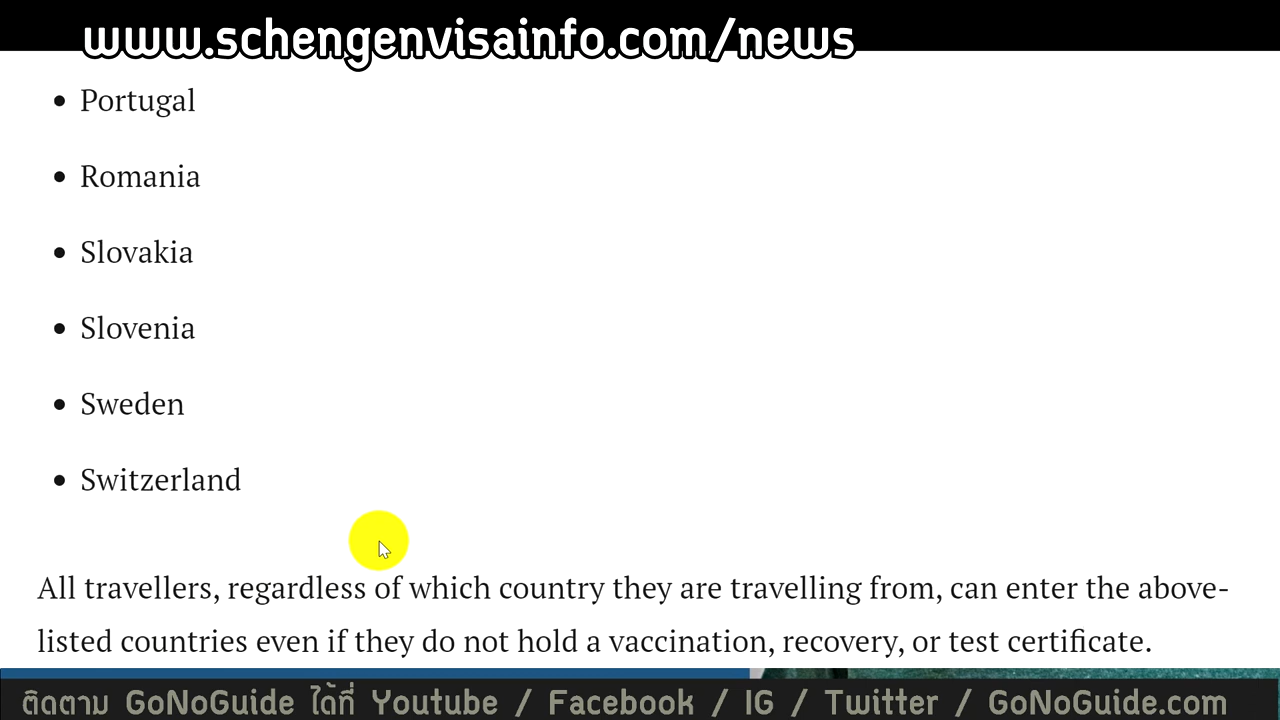 www.schengenvisainfo.com/news
• Portugal
• Romania
• Slovakia
• Slovenia
• Sweden
• Switzerland
All travellers, regardless of which country they are travelling from, can enter the above-
listed countries even if they do not hold a vaccination, recovery, or test certificate.
ติดตาม GoNoGuide ได้ที่ Youtube / Facebook / IG / Twitter / GoNoGuide.com